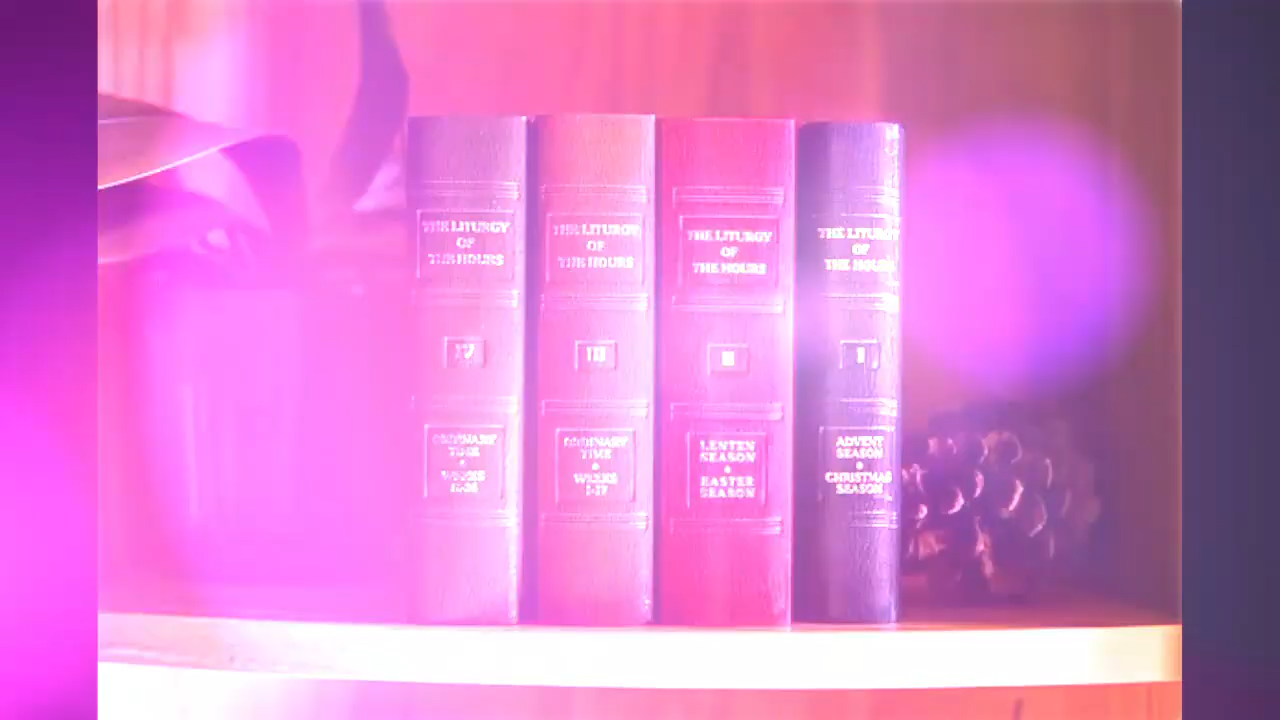 THE LITURGY
OF
THE HOURS
IV
ORDINARY
TIME
WEEKS
THE LITURGY
OF
THE HOURS
III
ORDINARY
TIME
WEEKS
1-17
THE LITURGY
OF
THE HOURS
II
LENTEN
SEASON
EASTER
SEASON
THE LITURGY
OF
THE HOURS
I
ADVENT
SEASON
CHRISTMAS
SEASON